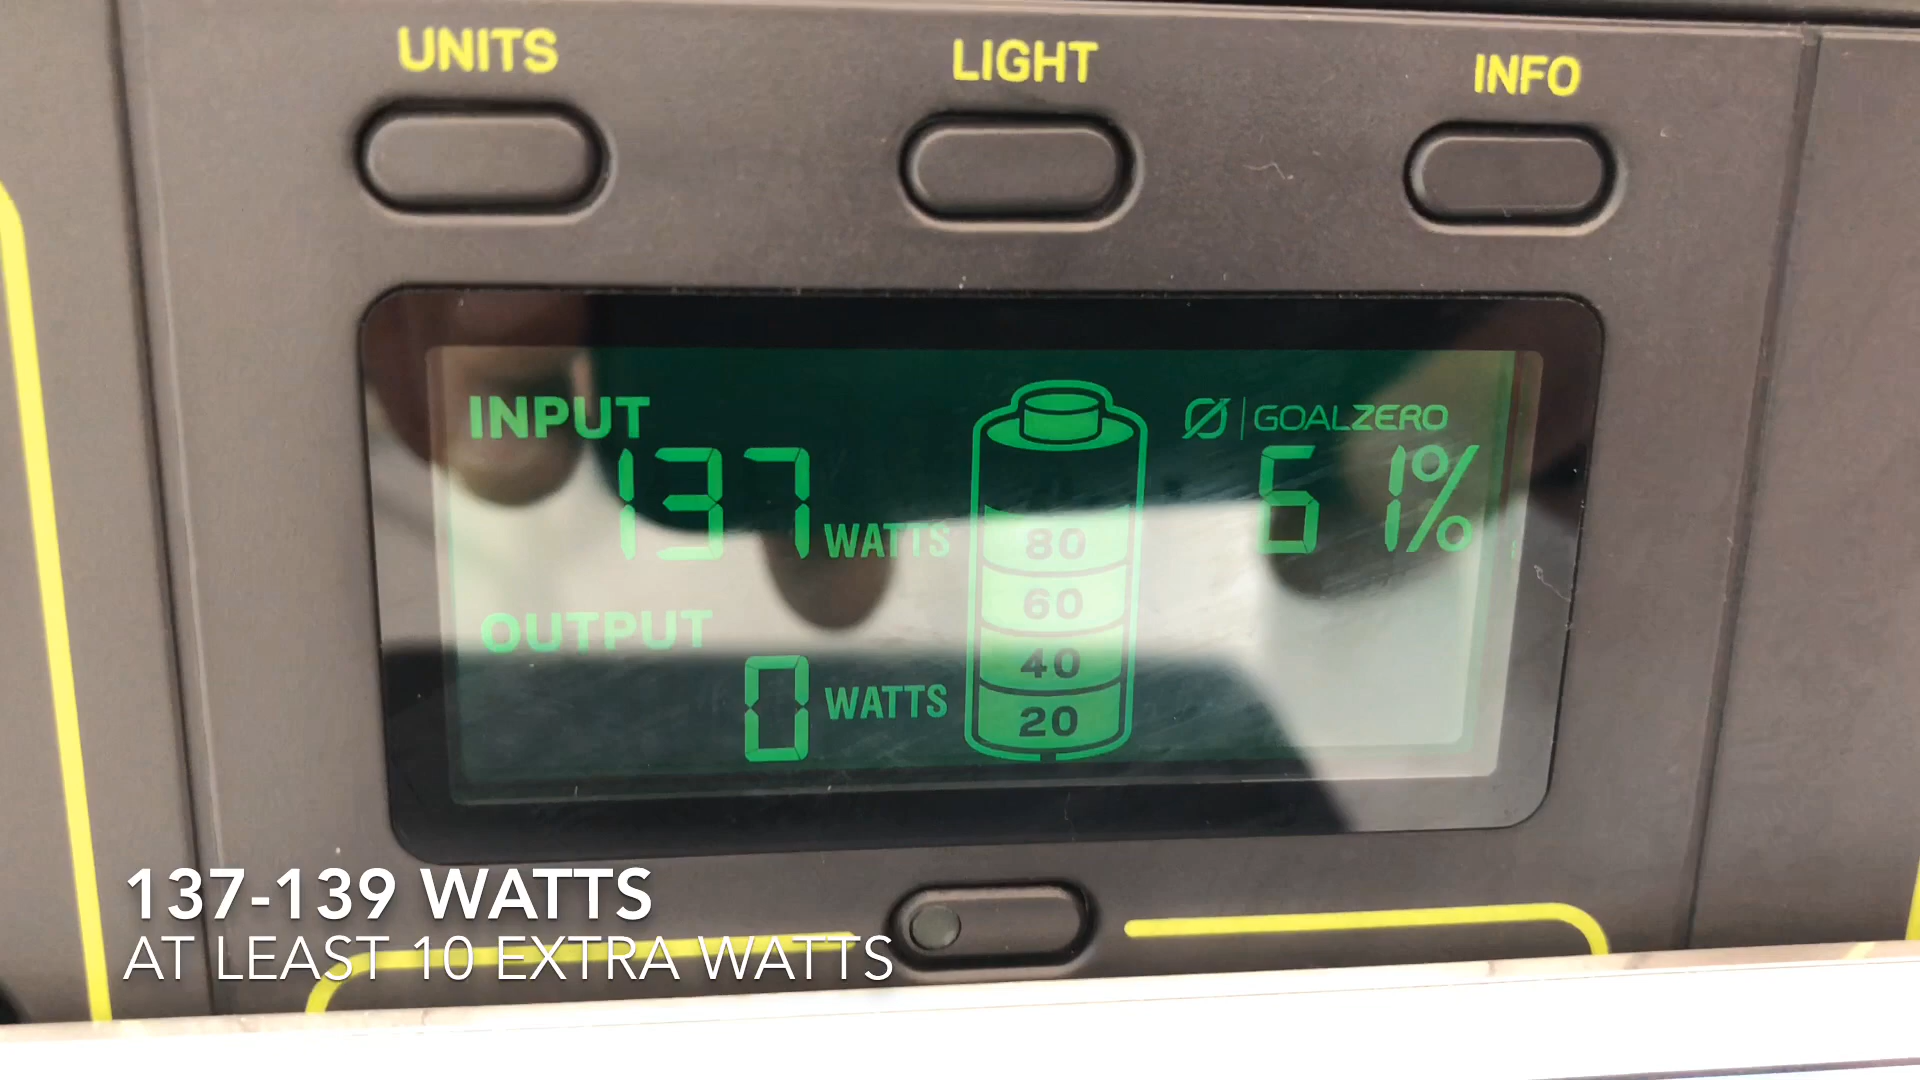 UNITS
LIGHT
INFO
INPUT
137 WATTS
OUTPUT
0 WATTS
80
60
40
20
GOALZERO
61%
137-139 WATTS
AT LEAST 10 EXTRA WATTS